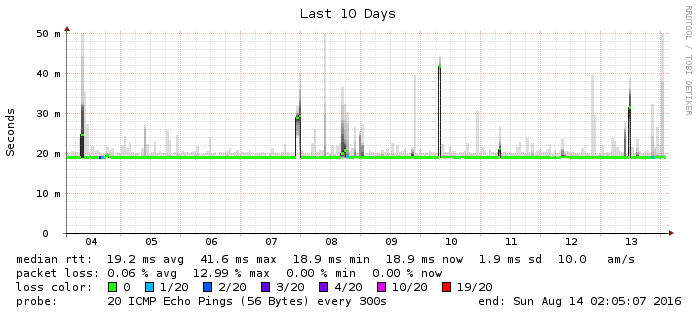 Last 10 Days
RRDTOOL / TOBI OETIKER
Seconds
50 m
40 m
30 m
20 m
10 m
0
04 05 06 07 08 09 10 11 12 13
median rtt: 19.2 ms avg 41.6 ms max 18.9 ms min 18.9 ms now 1.9 ms sd 10.0 am/s
packet loss: 0.06 % avg 12.99 % max 0.00 % min 0.00 % now
loss color: 0 1/20 2/20 3/20 4/20 10/20 19/20
probe: 20 ICMP Echo Pings (56 Bytes) every 300s end: Sun Aug 14 02:05:07 2016